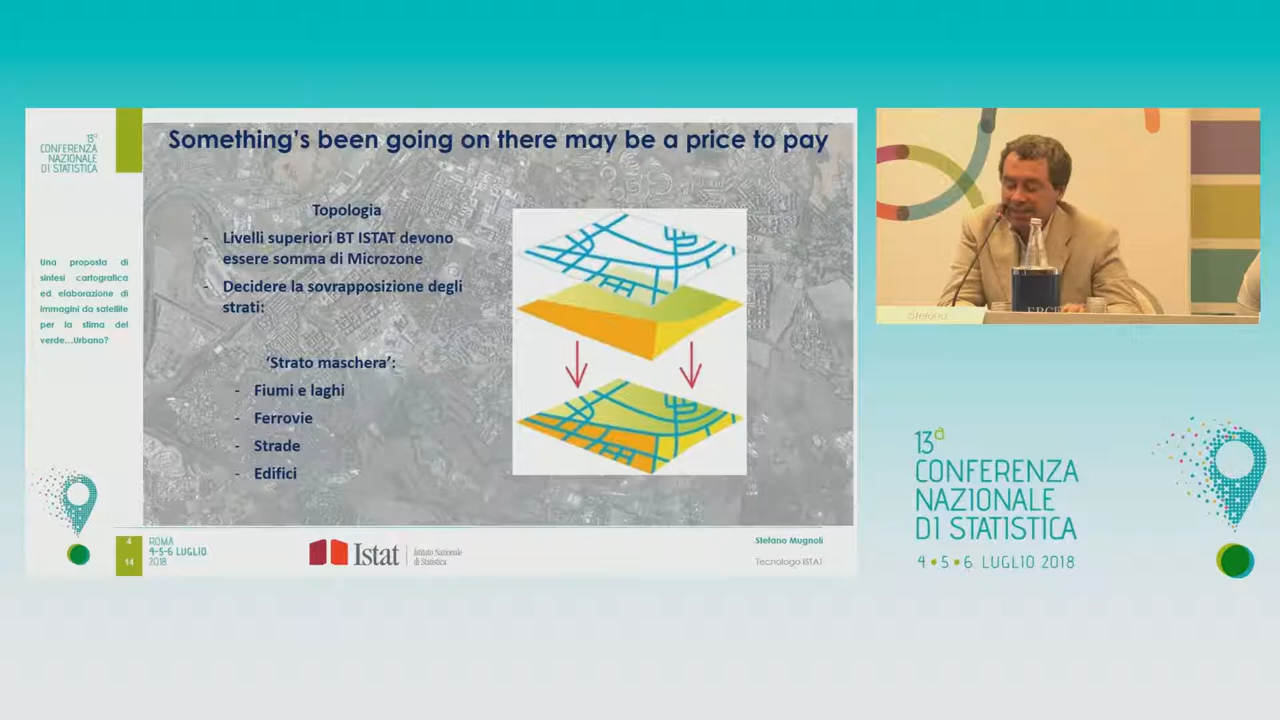 13ª
CONFERENZA
NAZIONALE
DI STATISTICA
Una proposta di
sintesi cartografica
ed elaborazione di
immagini da satellite
per la stima del
verde...Urbano?
Something's been going on there may be a price to pay
Topologia
- Livelli superiori BT ISTAT devono
essere somma di Microzone
- Decidere la sovrapposizione degli
strati:
'Strato maschera':
- Fiumi e laghi
- Ferrovie
- Strade
- Edifici
4
14
ROMA
4-5-6 LUGLIO
2018
Istat
Istituto Nazionale
di Statistica
Stefano Mugnoli
Tecnologo ISTAT
Stefano
13ª
CONFERENZA
NAZIONALE
DI STATISTICA
4•5•6 LUGLIO 2018